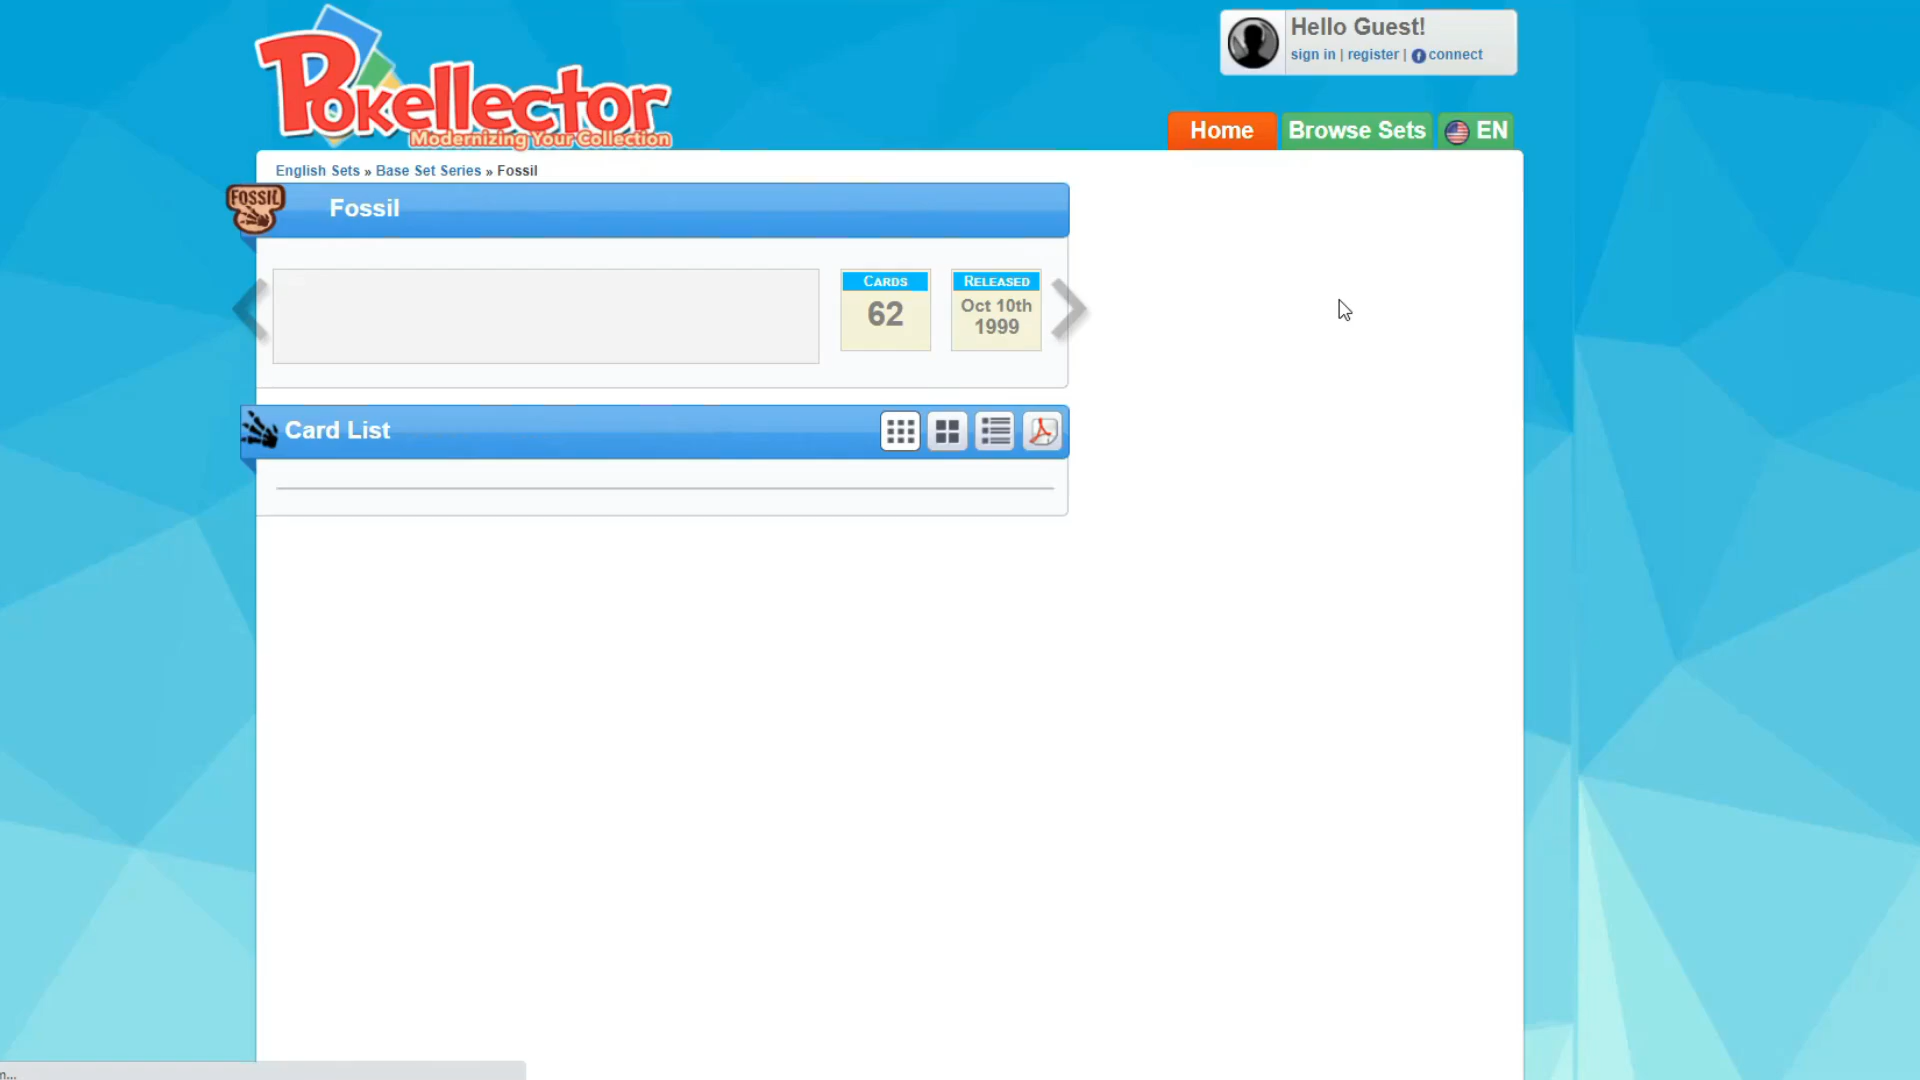 Pokellector
Modernizing Your Collection
Hello Guest!
sign in | register | f connect
Home
Browse Sets
EN
English Sets » Base Set Series » Fossil
FOSSIL
Fossil
CARDS
62
RELEASED
Oct 10th
1999
Card List